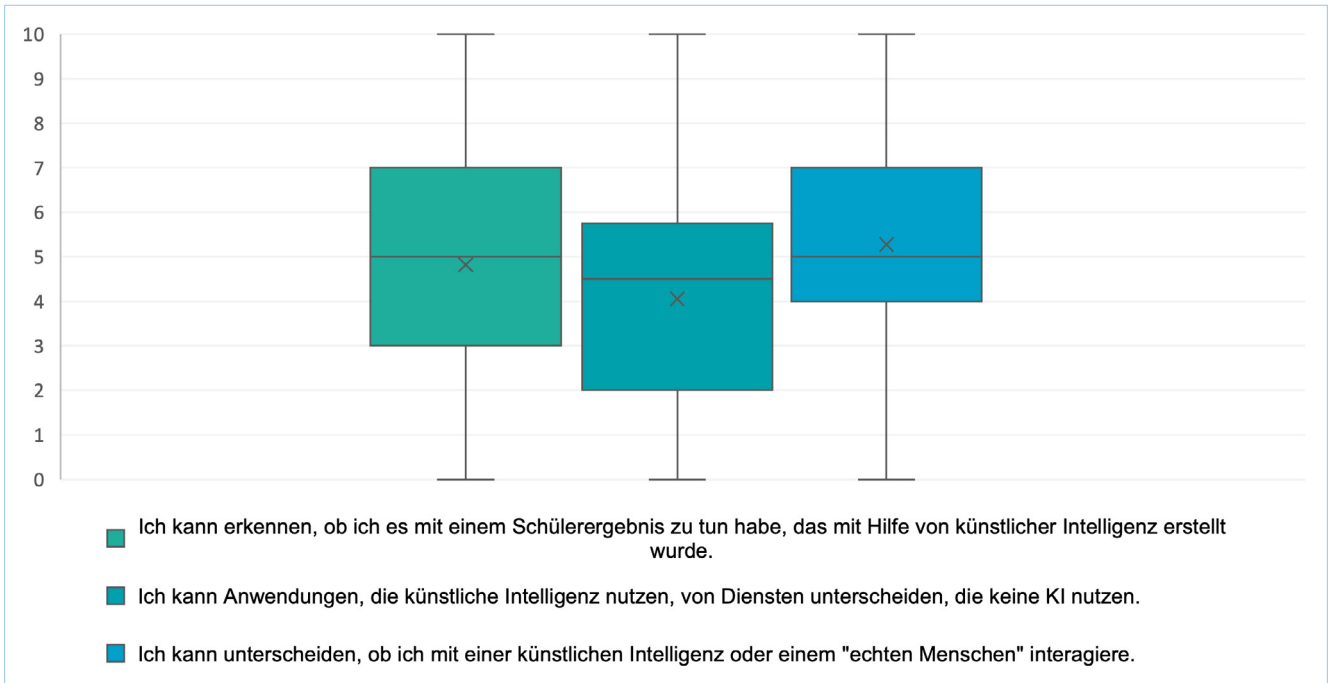 10
9
8
7
6
5
4
3
2
1
0
Ich kann erkennen, ob ich es mit einem Schülerergebnis zu tun habe, das mit Hilfe von künstlicher Intelligenz erstellt
wurde.
Ich kann Anwendungen, die künstliche Intelligenz nutzen, von Diensten unterscheiden, die keine KI nutzen.
Ich kann unterscheiden, ob ich mit einer künstlichen Intelligenz oder einem "echten Menschen" interagiere.